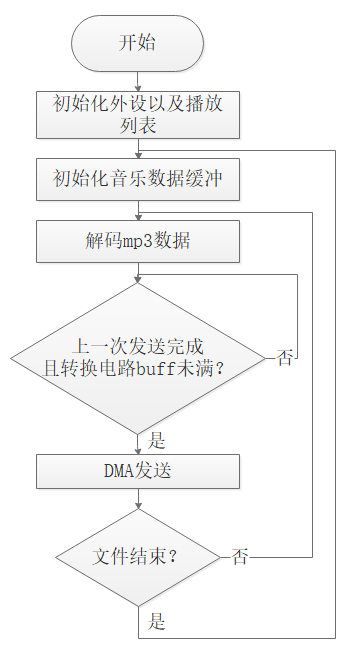 开始
初始化外设以及播放
列表
初始化音乐数据缓冲
解码mp3数据
上一次发送完成
且转换电路buff未满？
否
是
DMA发送
文件结束？
否
是